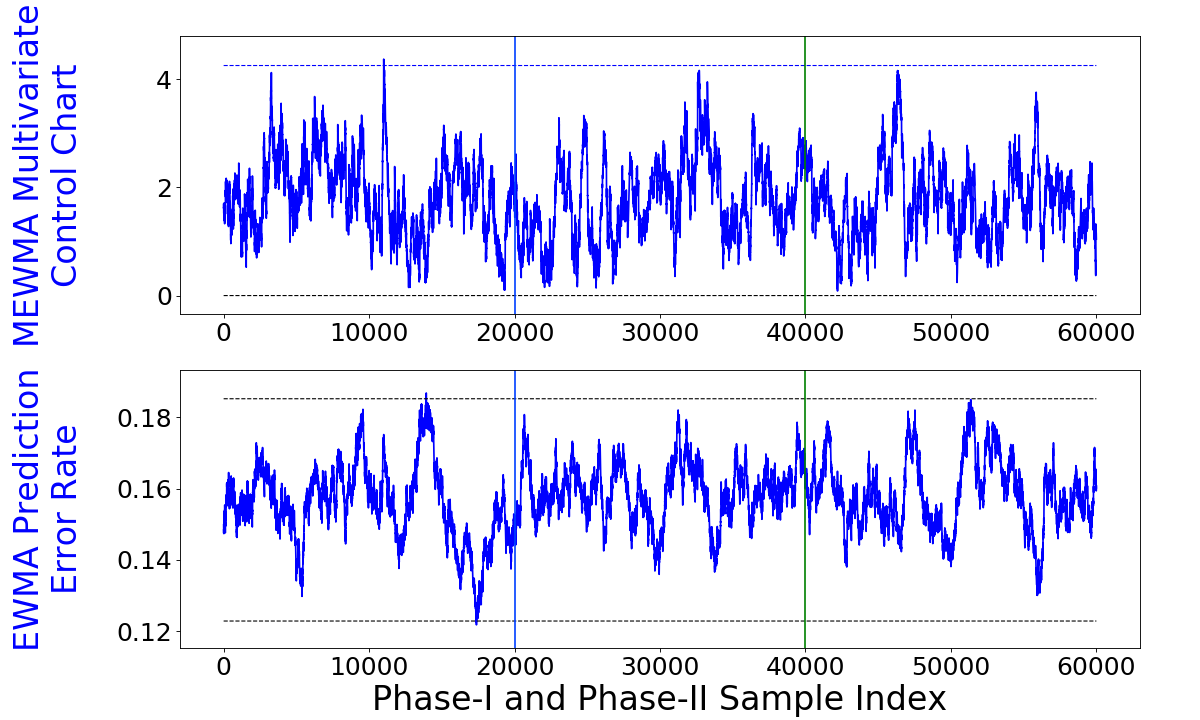 MEWMA Multivariate
Control Chart
4
2
0
0 10000 20000 30000 40000 50000 60000
EWMA Prediction
Error Rate
0.18
0.16
0.14
0.12
0 10000 20000 30000 40000 50000 60000
Phase-I and Phase-II Sample Index